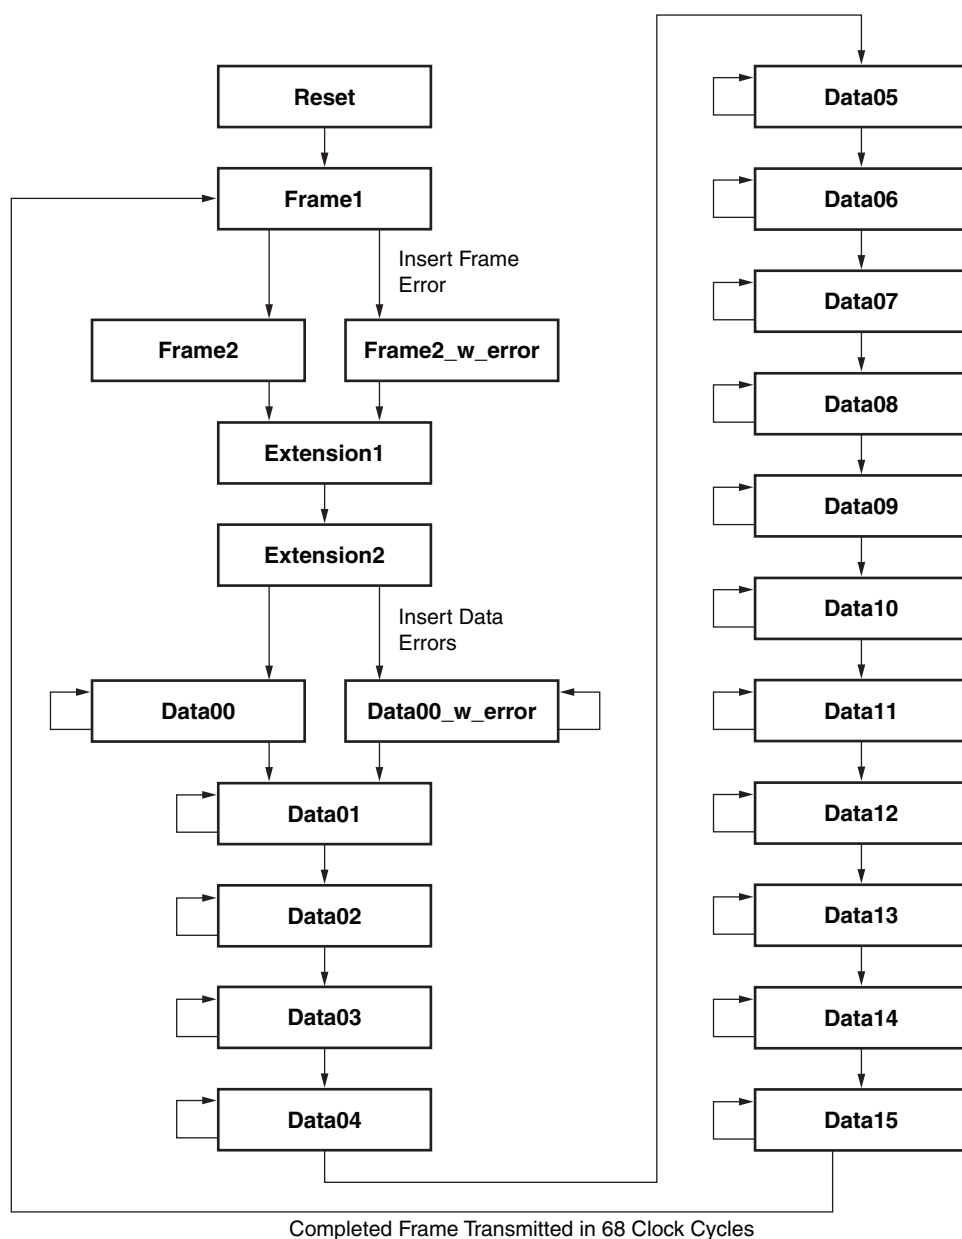 Reset
Frame1
Insert Frame
Error
Frame2
Frame2_w_error
Extension1
Extension2
Insert Data
Errors
Data00
Data00_w_error
Data01
Data02
Data03
Data04
Data05
Data06
Data07
Data08
Data09
Data10
Data11
Data12
Data13
Data14
Data15
Completed Frame Transmitted in 68 Clock Cycles